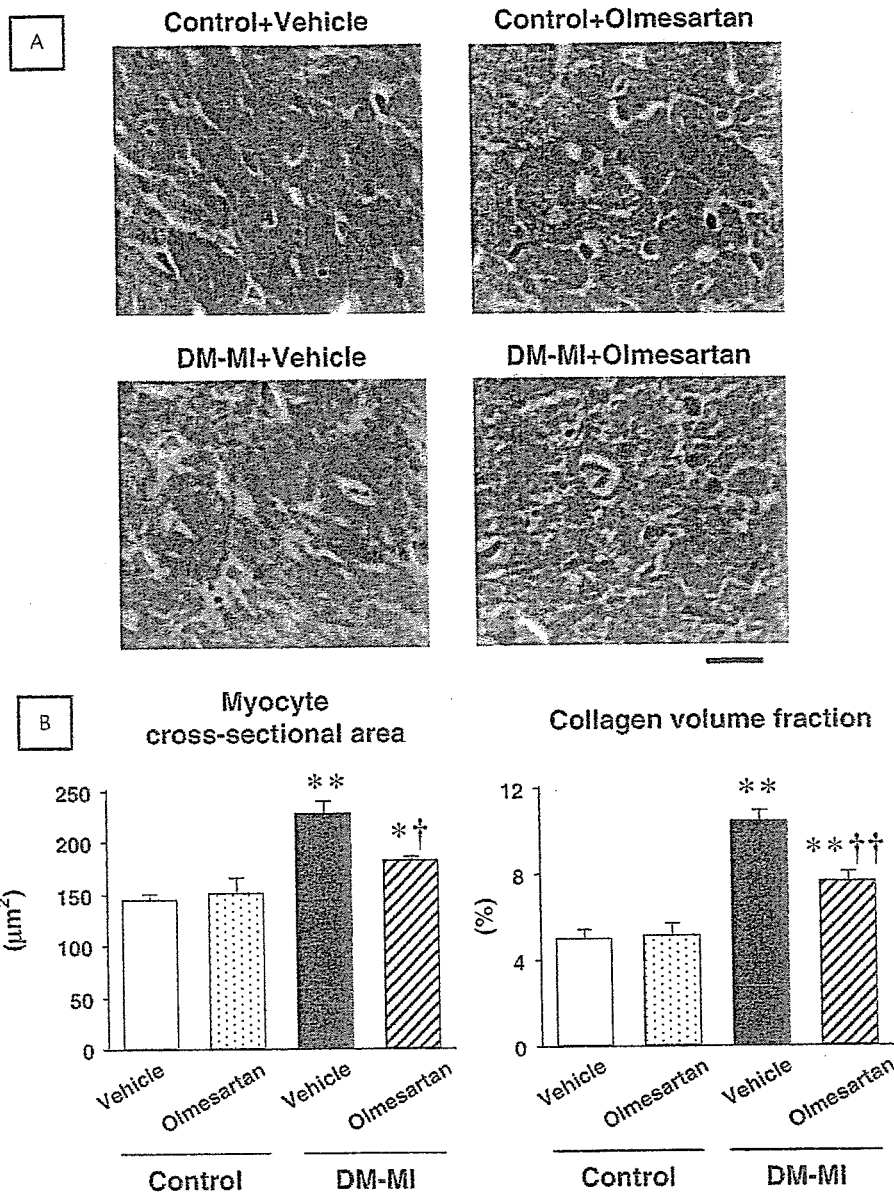 A
Control+Vehicle
Control+Olmesartan
DM-MI+Vehicle
DM-MI+Olmesartan
B
Myocyte
cross-sectional area
250
200
150
100
50
0
(μm²)
**
*†
Vehicle
Olmesartan
Vehicle
Olmesartan
Control
DM-MI
Collagen volume fraction
12
8
4
0
(%)
**
**††
Vehicle
Olmesartan
Vehicle
Olmesartan
Control
DM-MI